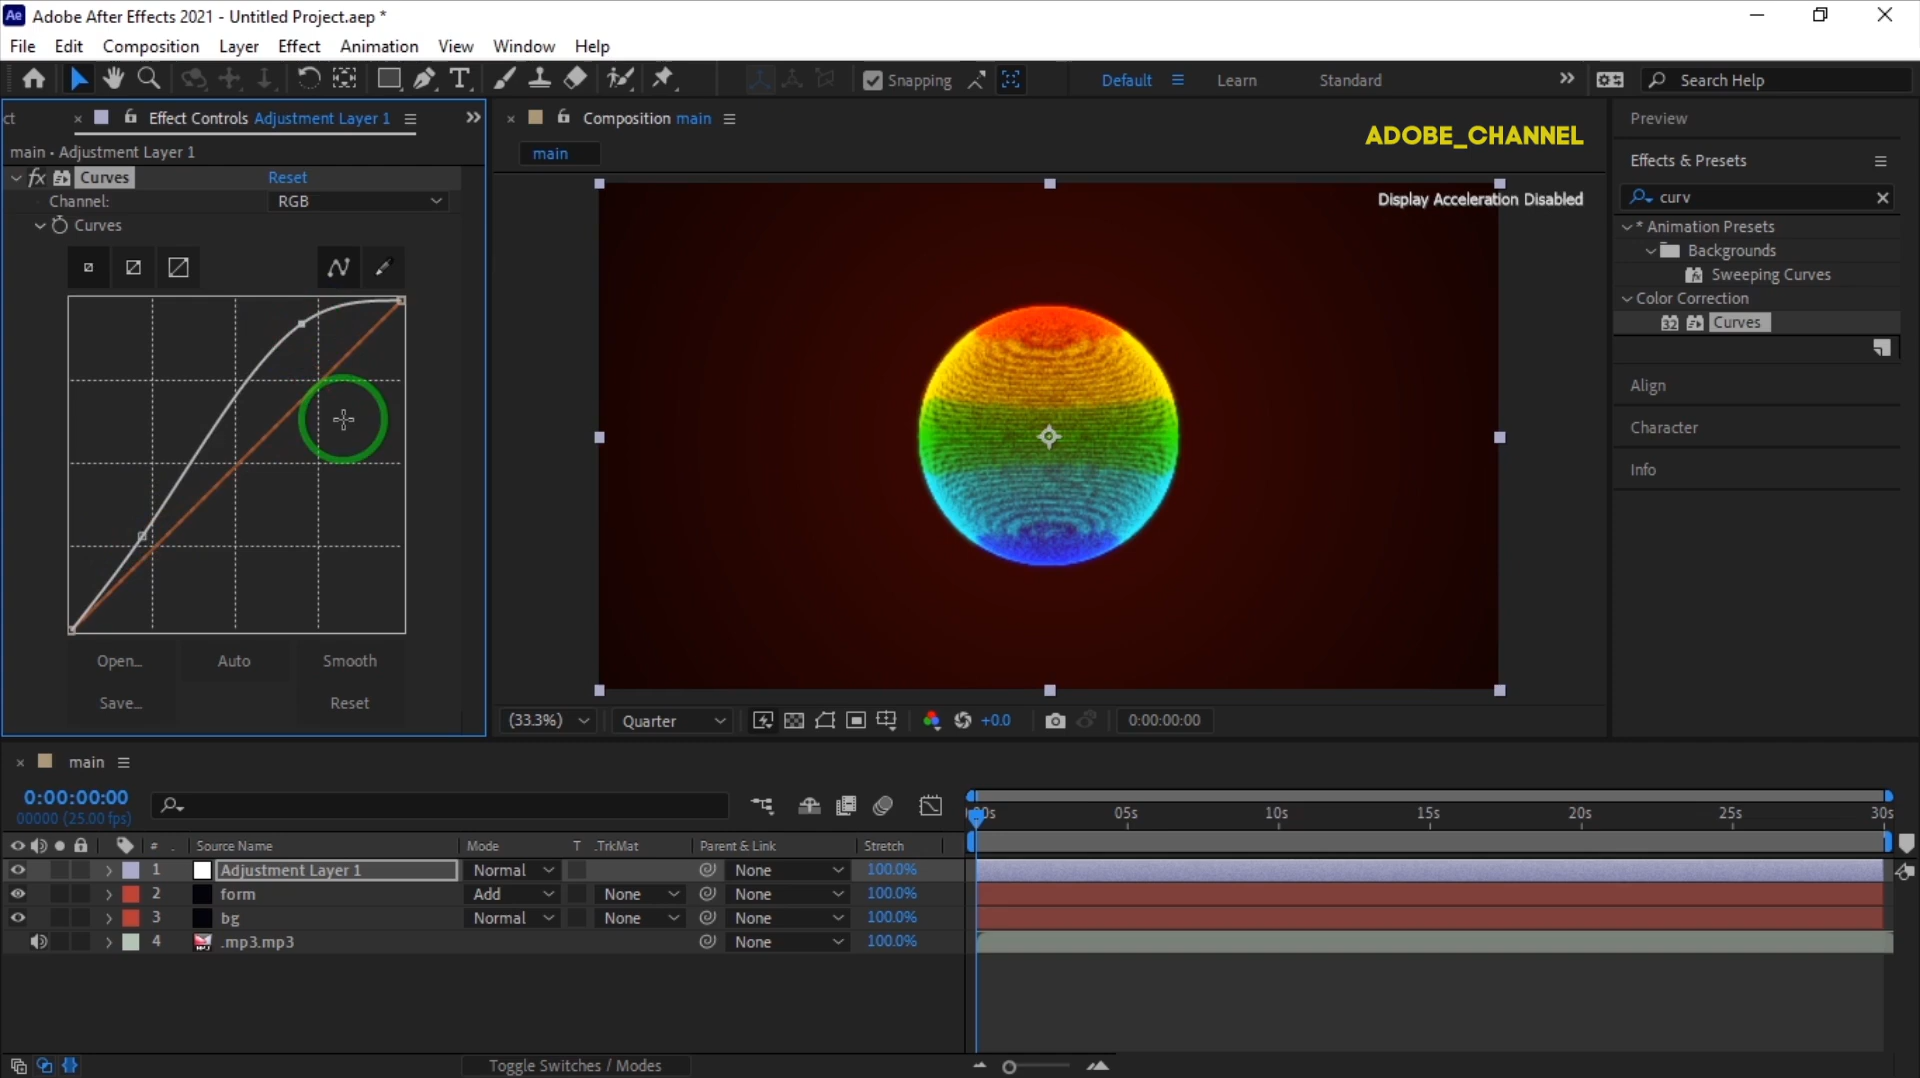 Adobe After Effects 2021 - Untitled Project.aep *
File Edit Composition Layer Effect Animation View Window Help
Snapping Default Learn Standard Search Help
ct Effect Controls Adjustment Layer 1
main • Adjustment Layer 1
fx Curves Reset
Channel: RGB
Curves
Open... Auto Smooth
Save... Reset
Composition main
main
ADOBE_CHANNEL
Display Acceleration Disabled
(33.3%) Quarter +0.0 0:00:00:00
Preview
Effects & Presets
curv
* Animation Presets
Backgrounds
Sweeping Curves
Color Correction
32 Curves
Align
Character
Info
main
0:00:00:00
00000 (25.00 fps)
:00s 05s 10s 15s 20s 25s 30s
# . Source Name Mode T .TrkMat Parent & Link Stretch
1 Adjustment Layer 1 Normal None 100.0%
2 form Add None None 100.0%
3 bg Normal None None 100.0%
4 .mp3.mp3 None 100.0%
Toggle Switches / Modes